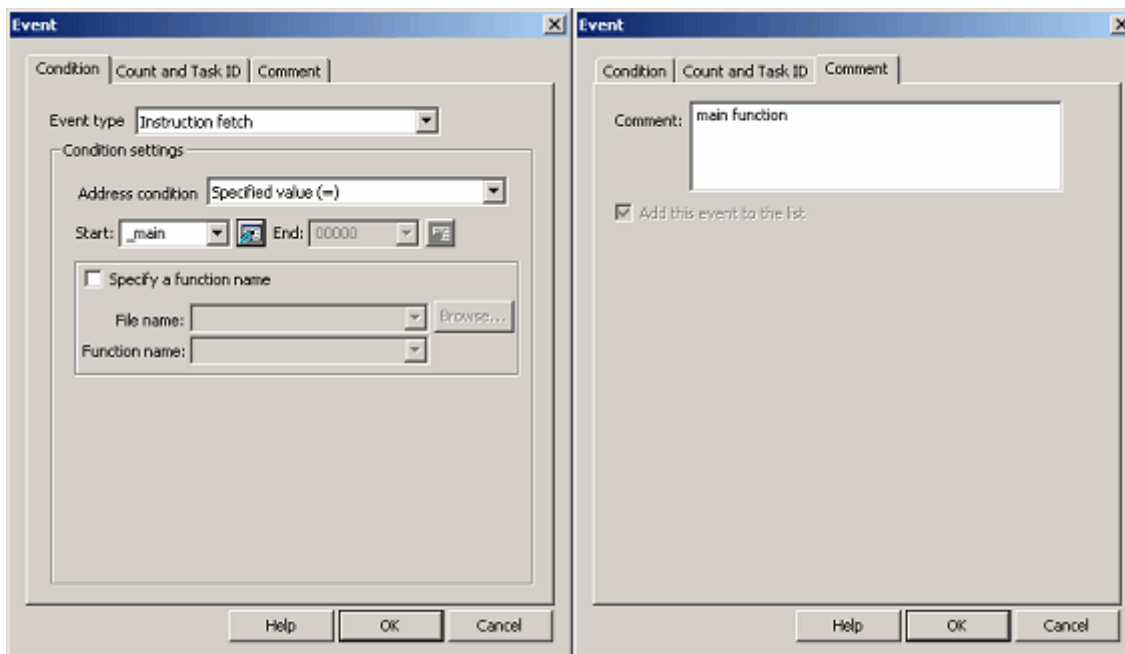 Event
Condition Count and Task ID Comment
Event type Instruction fetch
Condition settings
Address condition Specified value (=)
Start: _main End: 00000
Specify a function name
File name: Browse...
Function name:
Help OK Cancel
Event
Condition Count and Task ID Comment
Comment: main function
Add this event to the list
Help OK Cancel